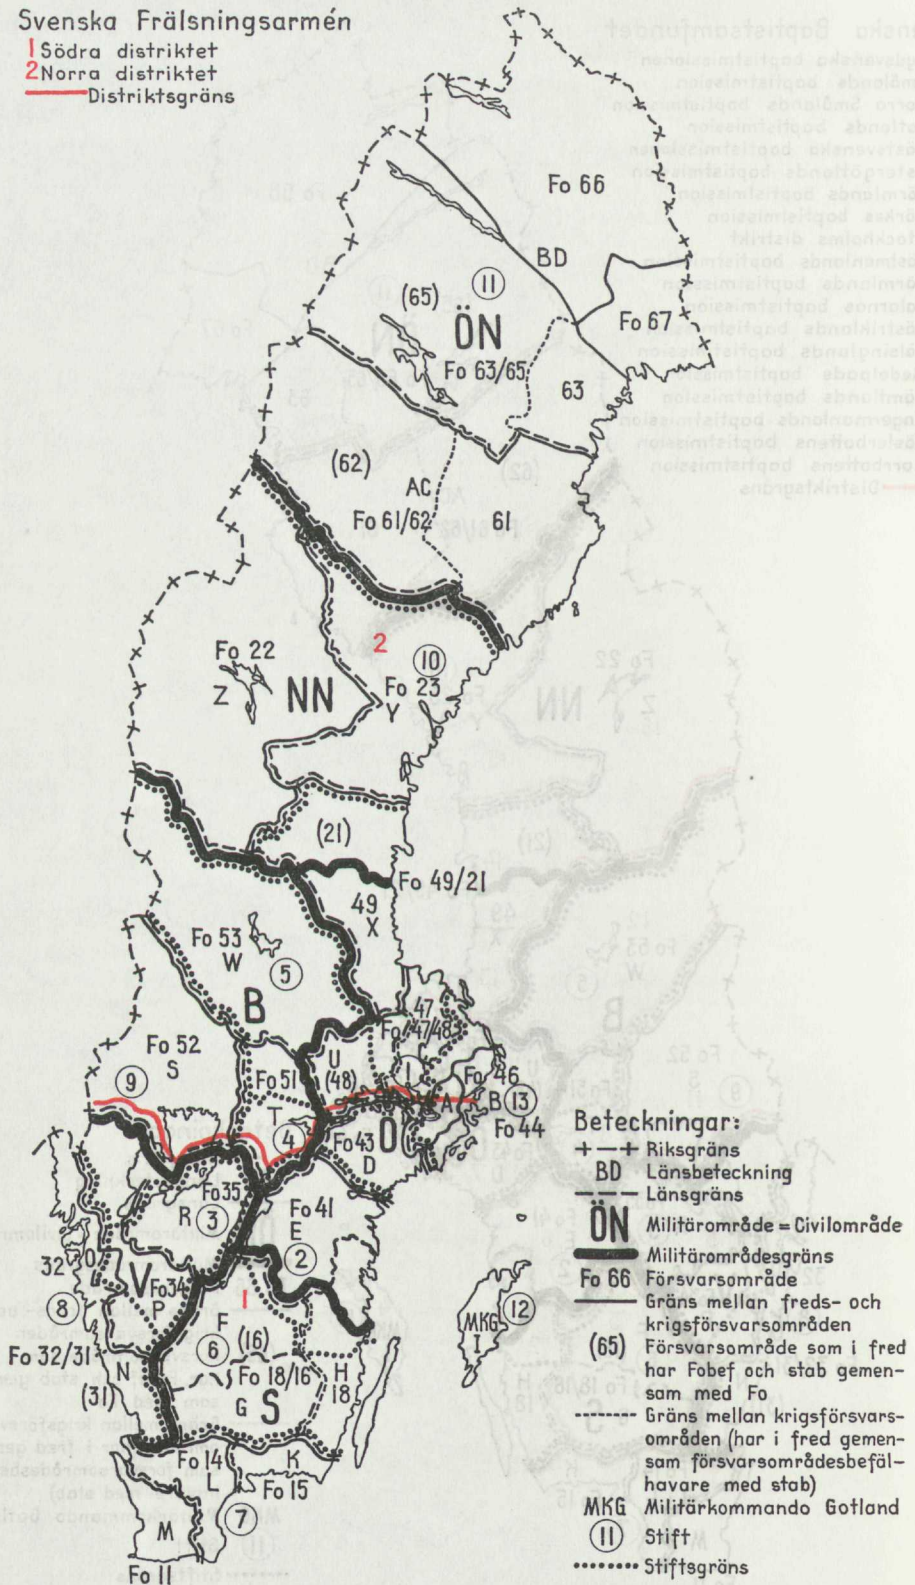 Svenska Frälsningsarmén
1 Södra distriktet
2 Norra distriktet
Distriktsgräns
Fo 66
BD
11
(65)
ÖN
Fo 67
Fo 63/65
63
(62)
AC
Fo 61/62
61
2
Fo 22
10
Z
NN
Fo 23
Y
(21)
Fo 49/21
49
X
Fo 53
W
5
B
47
Fo 47/48
Fo 52
S
U
(48)
Fo 51
Fo 46
9
A
B
13
T
Fo 44
4
Fo 43
Ö
D
Fo 35
R
3
Fo 41
E
2
32
O
V
Fo 34
P
1
8
MKG
I
12
F
(16)
6
Fo 32/31
N
Fo 18/16
H
18
(31)
G
S
Fo 14
L
K
Fo 15
7
M
Fo 11
Beteckningar:
Riksgräns
BD Länsbeteckning
Länsgräns
ÖN Militärområde = Civilområde
Militärområdesgräns
Fo 66 Försvarsområde
Gräns mellan freds- och
krigsförsvarsområden
(65) Försvarsområde som i fred
har Fobef och stab gemen-
sam med Fo
Gräns mellan krigsförsvars-
områden (har i fred gemen-
sam försvarsområdesbefäl-
havare med stab)
MKG Militärkommando Gotland
11 Stift
Stiftsgräns